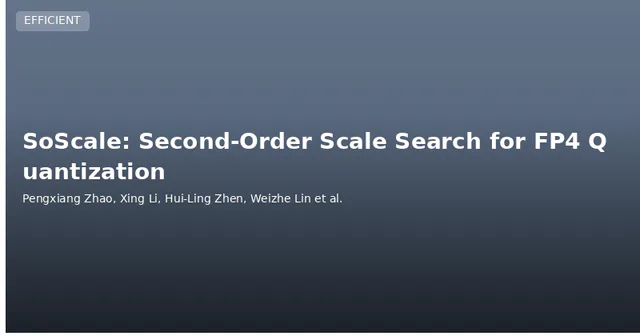 EFFICIENT
SoScale: Second-Order Scale Search for FP4 Q
uantization
Pengxiang Zhao, Xing Li, Hui-Ling Zhen, Weizhe Lin et al.